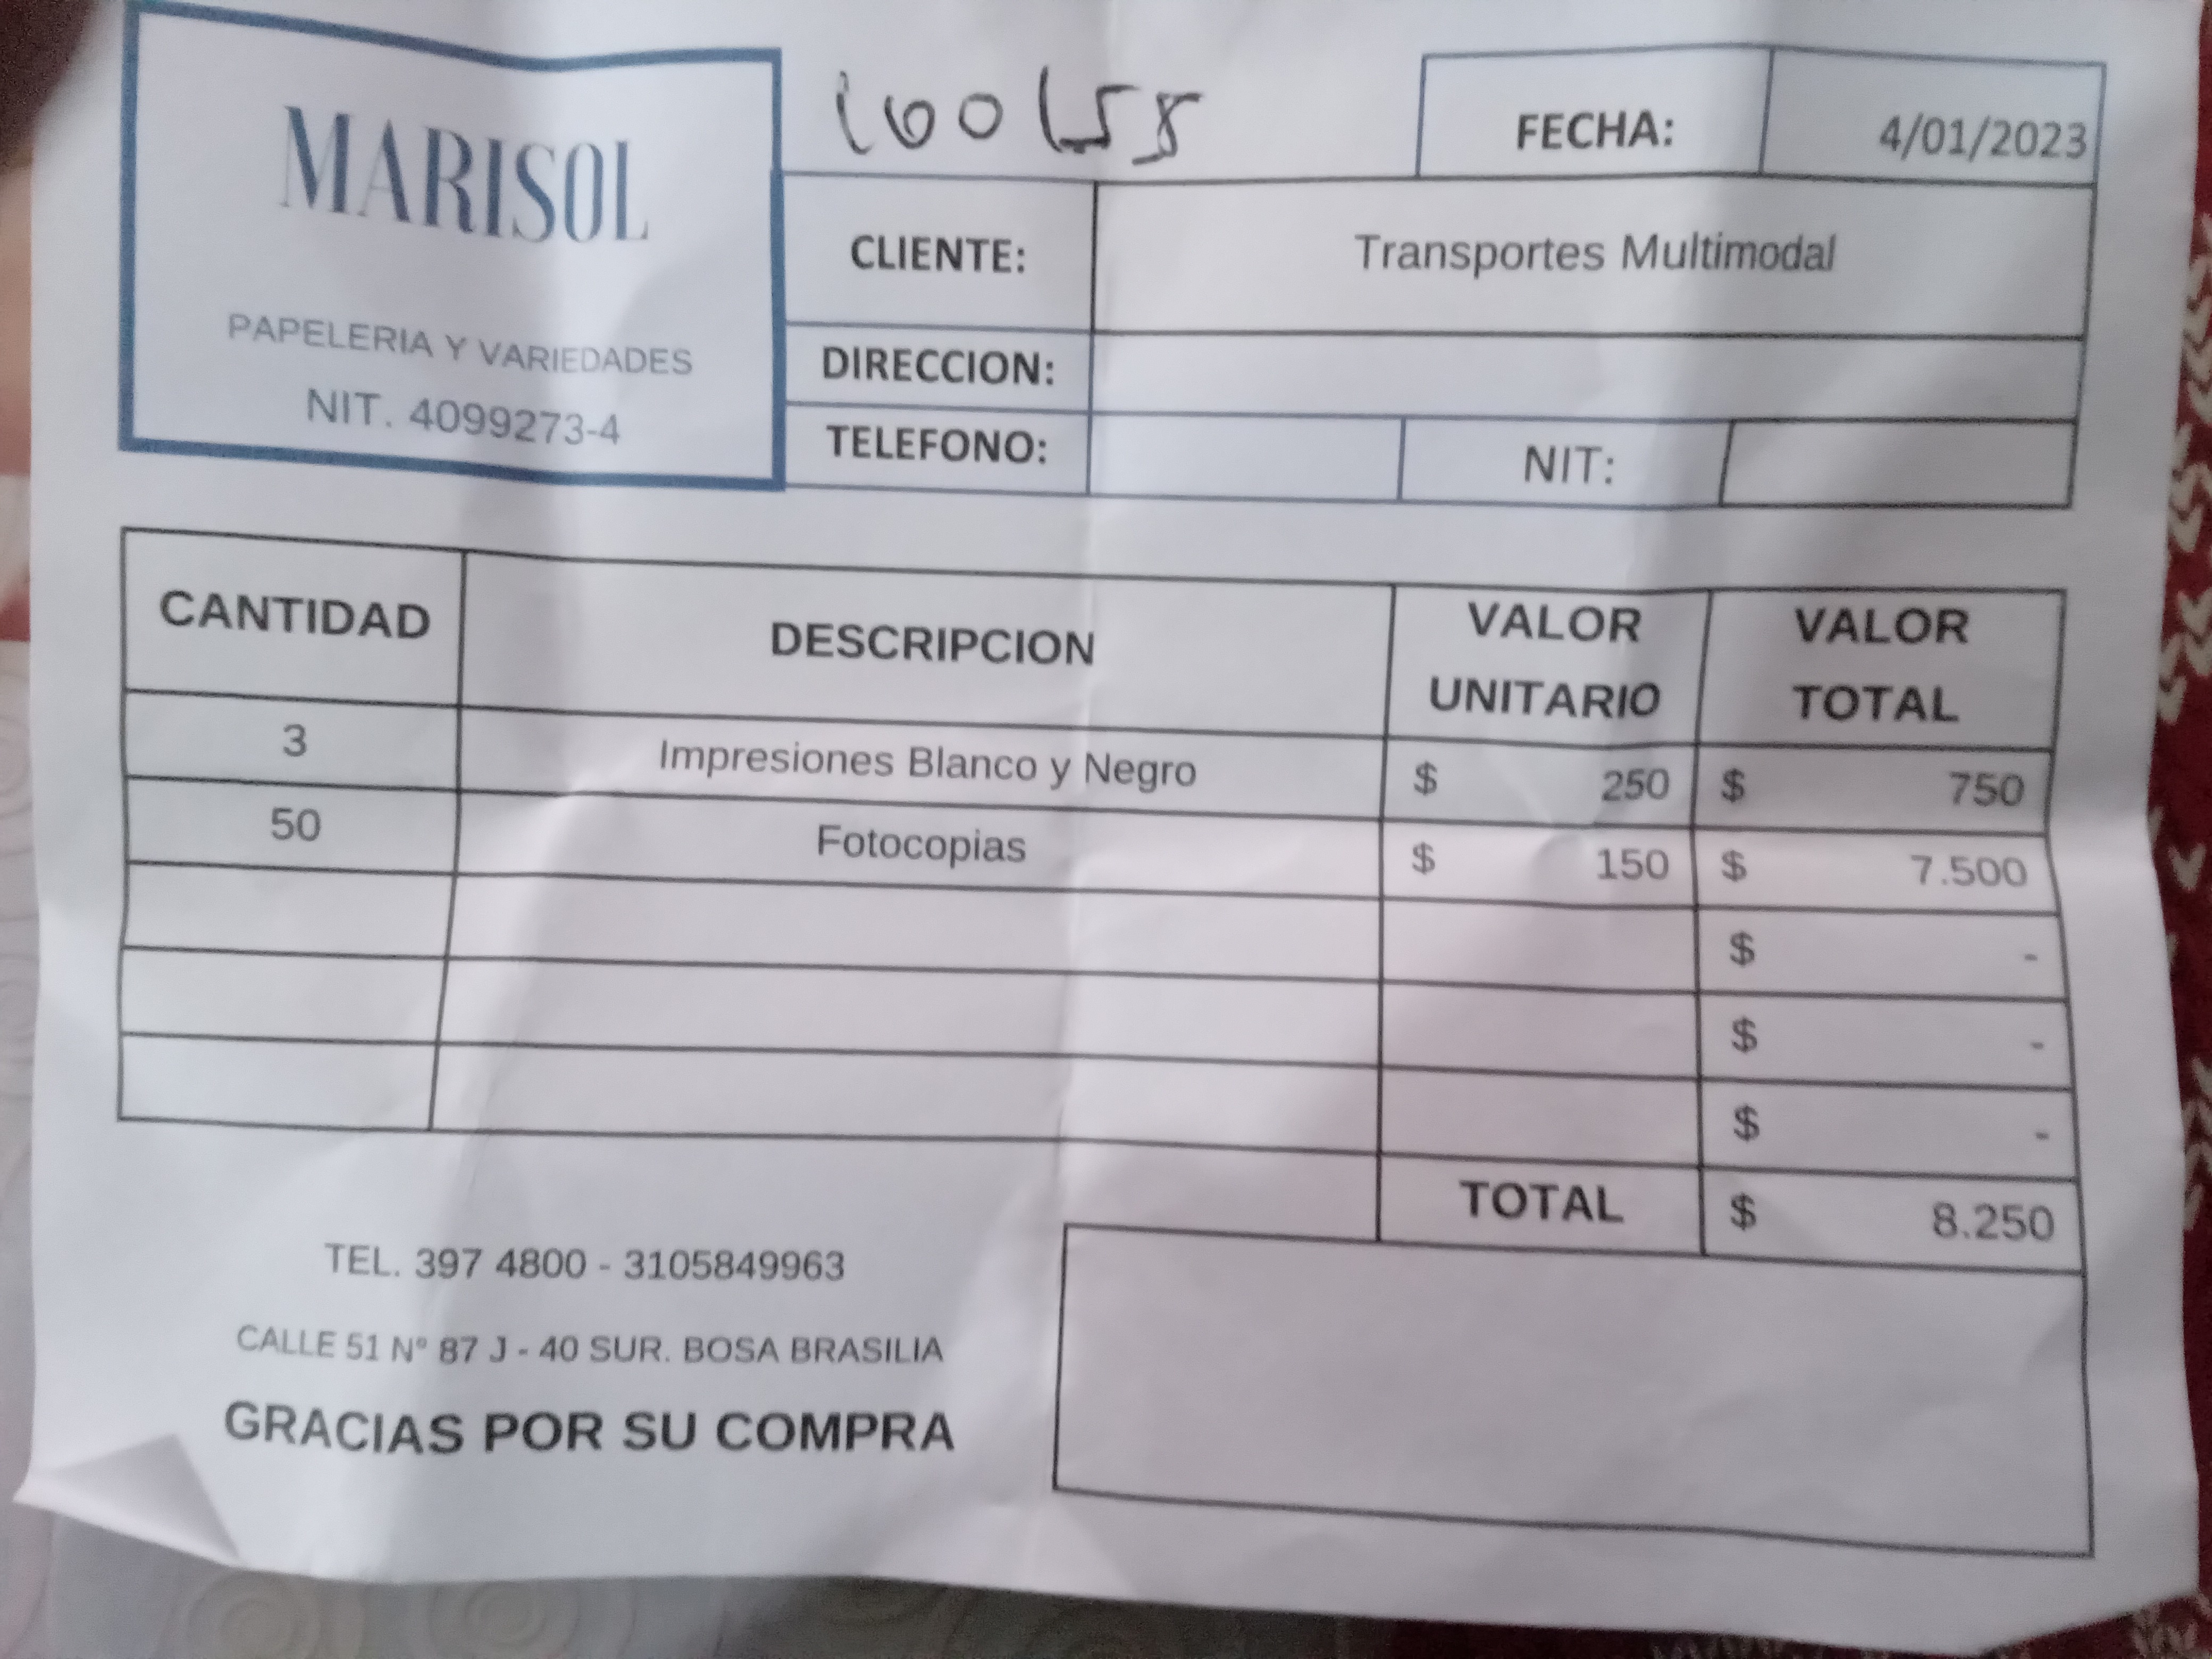 MARISOL
PAPELERIA Y VARIEDADES
NIT. 4099273-4
FECHA: 4/01/2023
CLIENTE: Transportes Multimodal
DIRECCION:
TELEFONO: NIT:
CANTIDAD DESCRIPCION VALOR UNITARIO VALOR TOTAL
3 Impresiones Blanco y Negro $ 250 $ 750
50 Fotocopias $ 150 $ 7.500
$ -
$ -
$ -
TOTAL $ 8.250
TEL. 397 4800 - 3105849963
CALLE 51 Nº 87 J - 40 SUR. BOSA BRASILIA
GRACIAS POR SU COMPRA